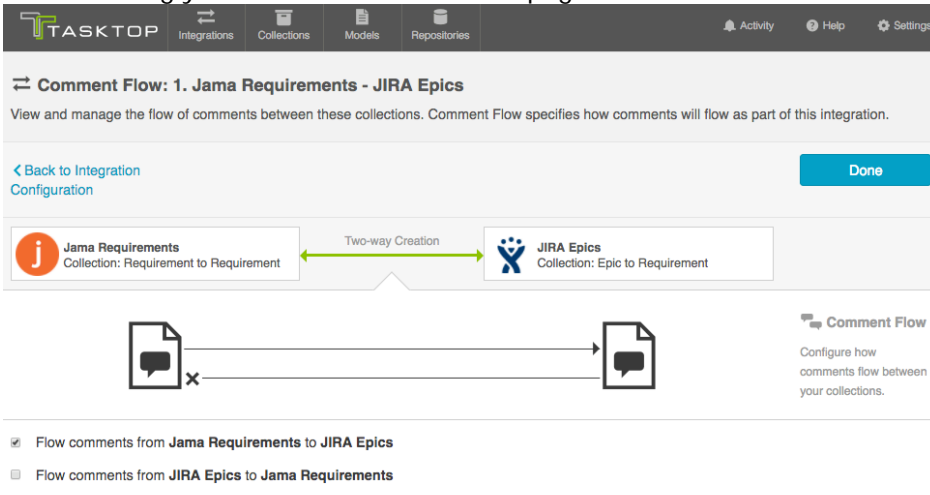 TASKTOP Integrations Collections Models Repositories Activity Help Settings
Comment Flow: 1. Jama Requirements - JIRA Epics
View and manage the flow of comments between these collections. Comment Flow specifies how comments will flow as part of this integration.
Back to Integration
Configuration
Done
Jama Requirements
Collection: Requirement to Requirement
Two-way Creation
JIRA Epics
Collection: Epic to Requirement
Comment Flow
Configure how
comments flow between
your collections.
Flow comments from Jama Requirements to JIRA Epics
Flow comments from JIRA Epics to Jama Requirements